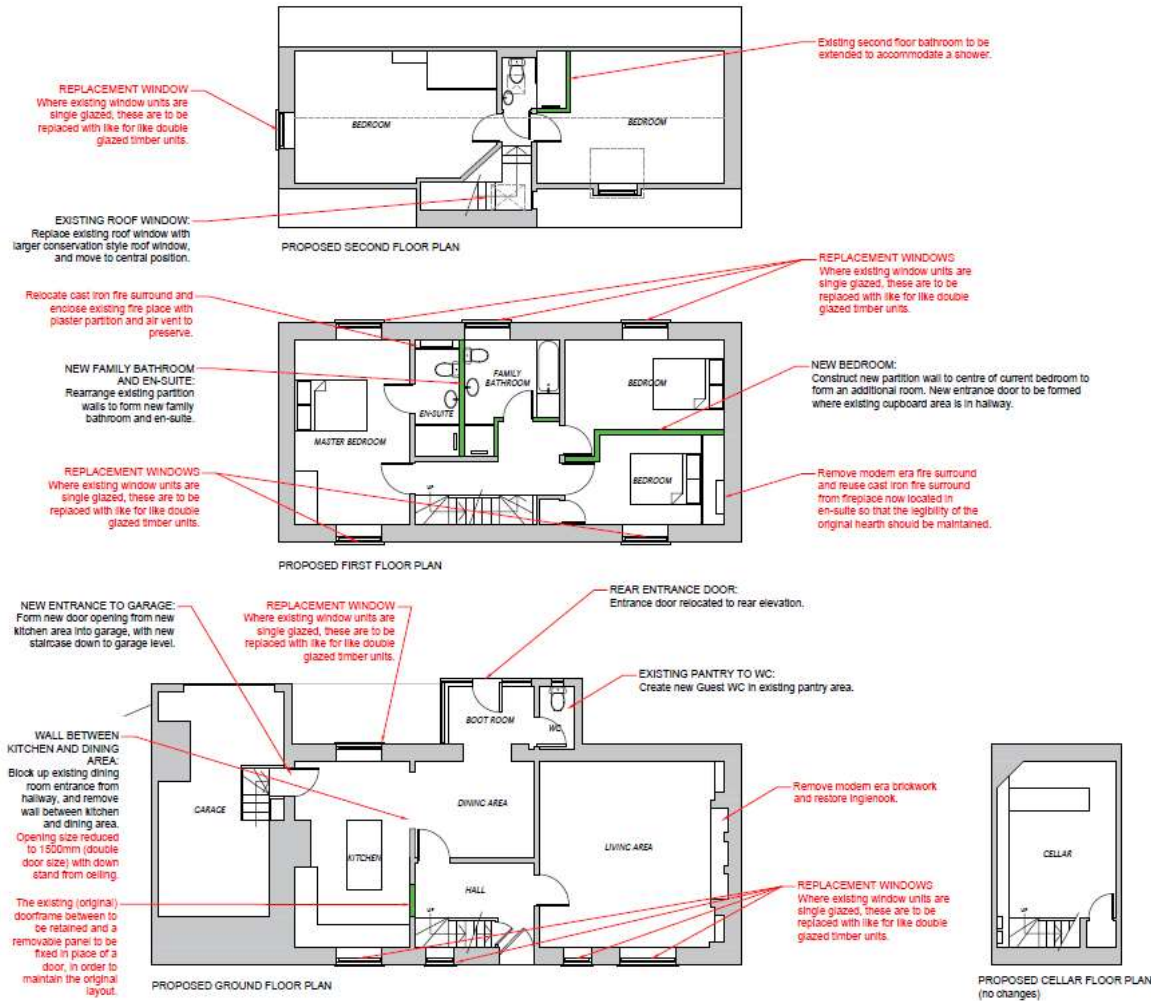 Existing second floor bathroom to be
extended to accommodate a shower.
REPLACEMENT WINDOW
Where existing window units are
single glazed, these are to be
replaced with like for like double
glazed timber units.
BEDROOM
BEDROOM
EXISTING ROOF WINDOW:
Replace existing roof window with
larger conservation style roof window,
and move to central position.
PROPOSED SECOND FLOOR PLAN
REPLACEMENT WINDOWS
Where existing window units are
single glazed, these are to be
replaced with like for like double
glazed timber units.
Relocate cast iron fire surround and
enclose existing fire place with
plaster partition and air vent to
preserve.
NEW FAMILY BATHROOM
AND EN-SUITE:
Rearrange existing partition
walls to form new family
bathroom and en-suite.
NEW BEDROOM:
Construct new partition wall to centre of current bedroom to
form an additional room. New entrance door to be formed
where existing cupboard area is in hallway.
FAMILY
BATHROOM
BEDROOM
EN-SUITE
MASTER BEDROOM
BEDROOM
UP
REPLACEMENT WINDOWS
Where existing window units are
single glazed, these are to be
replaced with like for like double
glazed timber units.
Remove modern era fire surround
and reuse cast iron fire surround
from fireplace now located in
en-suite so that the legibility of the
original hearth should be maintained.
PROPOSED FIRST FLOOR PLAN
NEW ENTRANCE TO GARAGE:
Form new door opening from new
kitchen area into garage, with new
staircase down to garage level.
REPLACEMENT WINDOW
Where existing window units are
single glazed, these are to be
replaced with like for like double
glazed timber units.
REAR ENTRANCE DOOR:
Entrance door relocated to rear elevation.
EXISTING PANTRY TO WC:
Create new Guest WC in existing pantry area.
BOOT ROOM
WC
WALL BETWEEN
KITCHEN AND DINING
AREA:
Block up existing dining
room entrance from
hallway, and remove
wall between kitchen
and dining area.
Opening size reduced
to 1500mm (double
door size) with down
stand from ceiling.
GARAGE
DINING AREA
KITCHEN
LIVING AREA
HALL
UP
Remove modern era brickwork
and restore inglenook.
CELLAR
UP
The existing (original)
doorframe between to
be retained and a
removable panel to be
fixed in place of a
door, in order to
maintain the original
layout.
REPLACEMENT WINDOWS
Where existing window units are
single glazed, these are to be
replaced with like for like double
glazed timber units.
PROPOSED GROUND FLOOR PLAN
PROPOSED CELLAR FLOOR PLAN
(no changes)